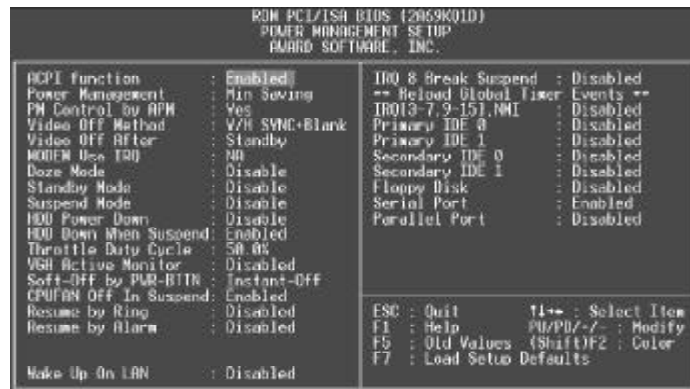 ROM PCI/ISA BIOS (2A69KQ1D)
POWER MANAGEMENT SETUP
AWARD SOFTWARE, INC.
ACPI function : Enabled
Power Management : Min Saving
PM Control by APM : Yes
Video Off Method : V/H SYNC+Blank
Video Off After : Standby
MODEM Use IRQ : NA
Doze Mode : Disable
Standby Mode : Disable
Suspend Mode : Disable
HDD Power Down : Disable
HDD Down When Suspend: Enabled
Throttle Duty Cycle : 50.0%
VGA Active Monitor : Disabled
Soft-Off by PWR-BTTN : Instant-Off
CPUFAN Off In Suspend: Enabled
Resume by Ring : Disabled
Resume by Alarm : Disabled
Wake Up On LAN : Disabled
IRQ 8 Break Suspend : Disabled
** Reload Global Timer Events **
IRQ[3-7,9-15],NMI : Disabled
Primary IDE 0 : Disabled
Primary IDE 1 : Disabled
Secondary IDE 0 : Disabled
Secondary IDE 1 : Disabled
Floppy Disk : Disabled
Serial Port : Enabled
Parallel Port : Disabled
ESC : Quit ↑↓→← : Select Item
F1 : Help PU/PD/+/- : Modify
F5 : Old Values (Shift)F2 : Color
F7 : Load Setup Defaults